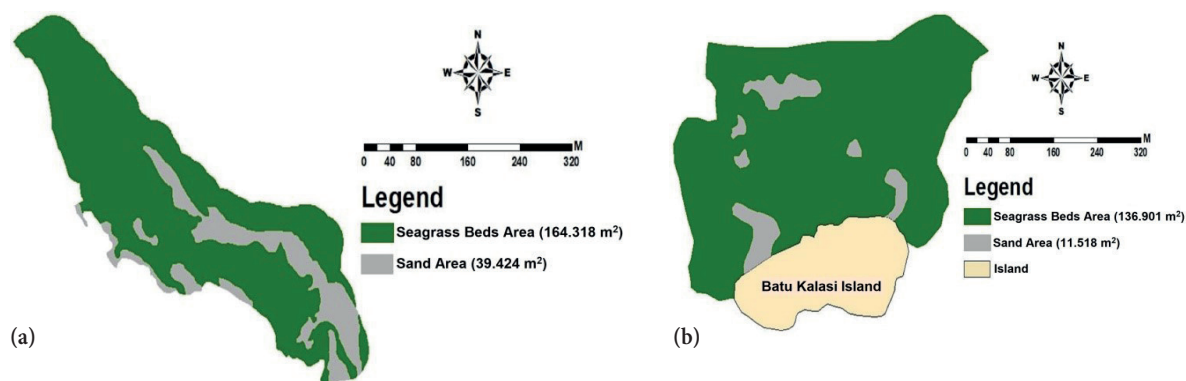 N
W E
S
M
0 40 80 160 240 320
Legend
Seagrass Beds Area (164.318 m²)
Sand Area (39.424 m²)
(a)
N
W E
S
M
0 40 80 160 240 320
Legend
Seagrass Beds Area (136.901 m²)
Sand Area (11.518 m²)
Island
Batu Kalasi Island
(b)